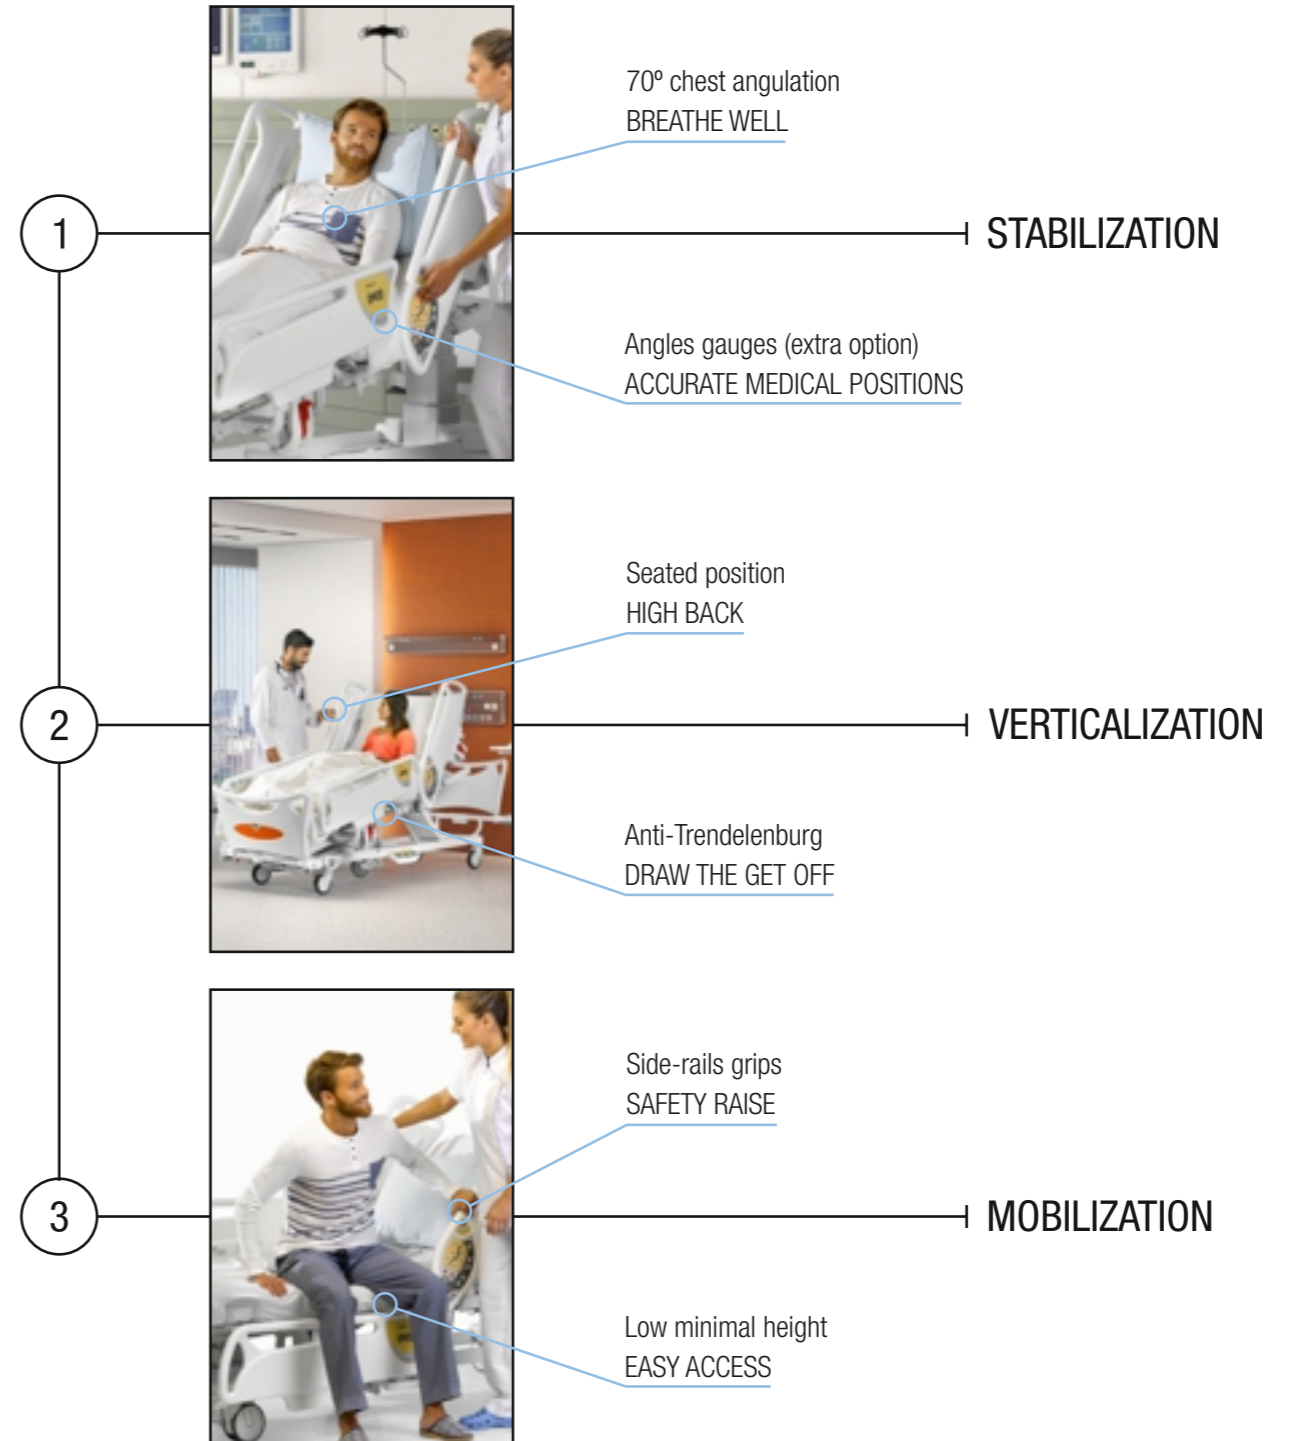 70º chest angulation
BREATHE WELL
1
STABILIZATION
Angles gauges (extra option)
ACCURATE MEDICAL POSITIONS
Seated position
HIGH BACK
2
VERTICALIZATION
Anti-Trendelenburg
DRAW THE GET OFF
Side-rails grips
SAFETY RAISE
3
MOBILIZATION
Low minimal height
EASY ACCESS